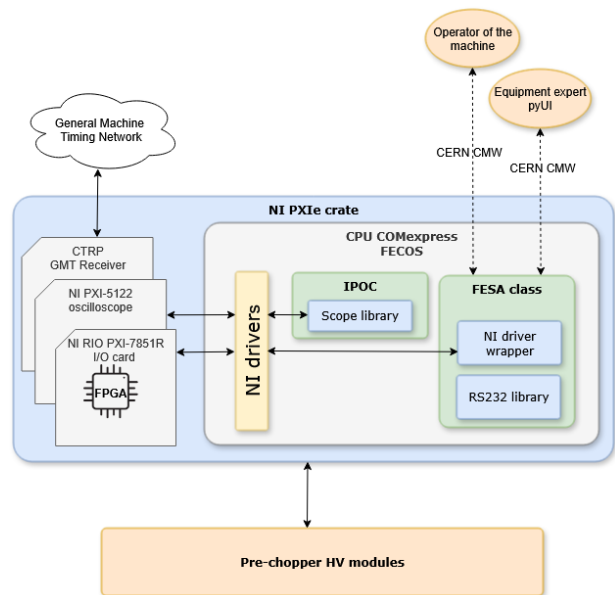 Operator of the
machine
Equipment expert
pyUI
General Machine
Timing Network
CERN CMW
CERN CMW
NI PXIe crate
CPU COMexpress
FECOS
CTRP
GMT Receiver
NI PXI-5122
oscilloscope
NI RIO PXI-7851R
I/O card
FPGA
NI drivers
IPOC
Scope library
FESA class
NI driver
wrapper
RS232 library
Pre-chopper HV modules